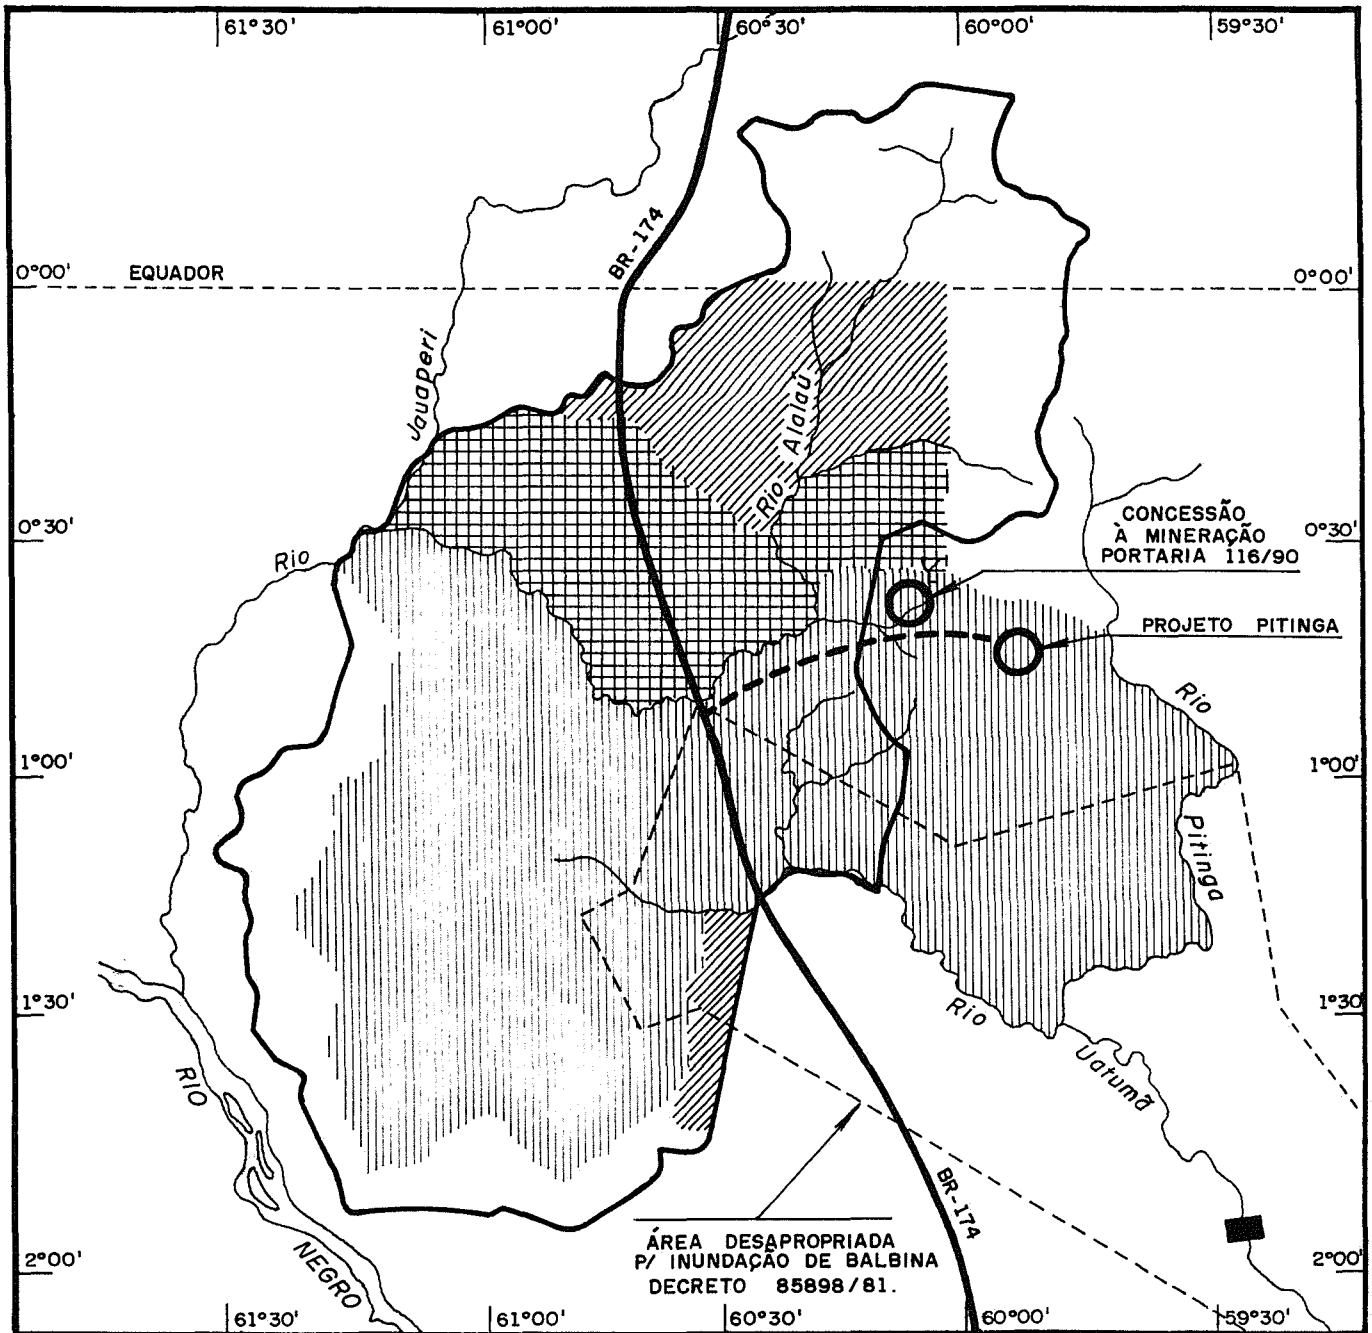 61°30'
61°00'
60°30'
60°00'
59°30'
BR-174
0°00'
EQUADOR
0°00'
Jauaperi
Rio Alalaú
0°30'
Rio
CONCESSÃO
À MINERAÇÃO
PORTARIA 116/90
0°30'
PROJETO PITINGA
Rio
1°00'
1°00'
Pitinga
1°30'
Rio
1°30'
Uatumã
RIO
BR-174
NEGRO
ÁREA DESAPROPRIADA
P/ INUNDAÇÃO DE BALBINA
DECRETO 85898/81.
2°00'
2°00'
61°30'
61°00'
60°30'
60°00'
59°30'